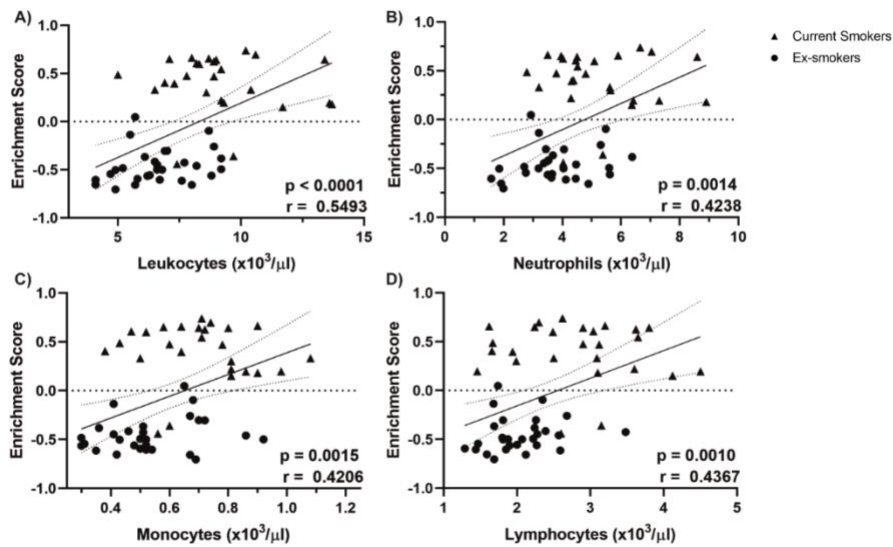 A)
Enrichment Score
1.0
0.5
0.0
-0.5
-1.0
p < 0.0001
r = 0.5493
5
10
15
Leukocytes (x10³/µl)
B)
Enrichment Score
1.0
0.5
0.0
-0.5
-1.0
p = 0.0014
r = 0.4238
0
2
4
6
8
10
Neutrophils (x10³/µl)
▲ Current Smokers
● Ex-smokers
C)
Enrichment Score
1.0
0.5
0.0
-0.5
-1.0
p = 0.0015
r = 0.4206
0.4
0.6
0.8
1.0
1.2
Monocytes (x10³/µl)
D)
Enrichment Score
1.0
0.5
0.0
-0.5
-1.0
p = 0.0010
r = 0.4367
1
2
3
4
5
Lymphocytes (x10³/µl)